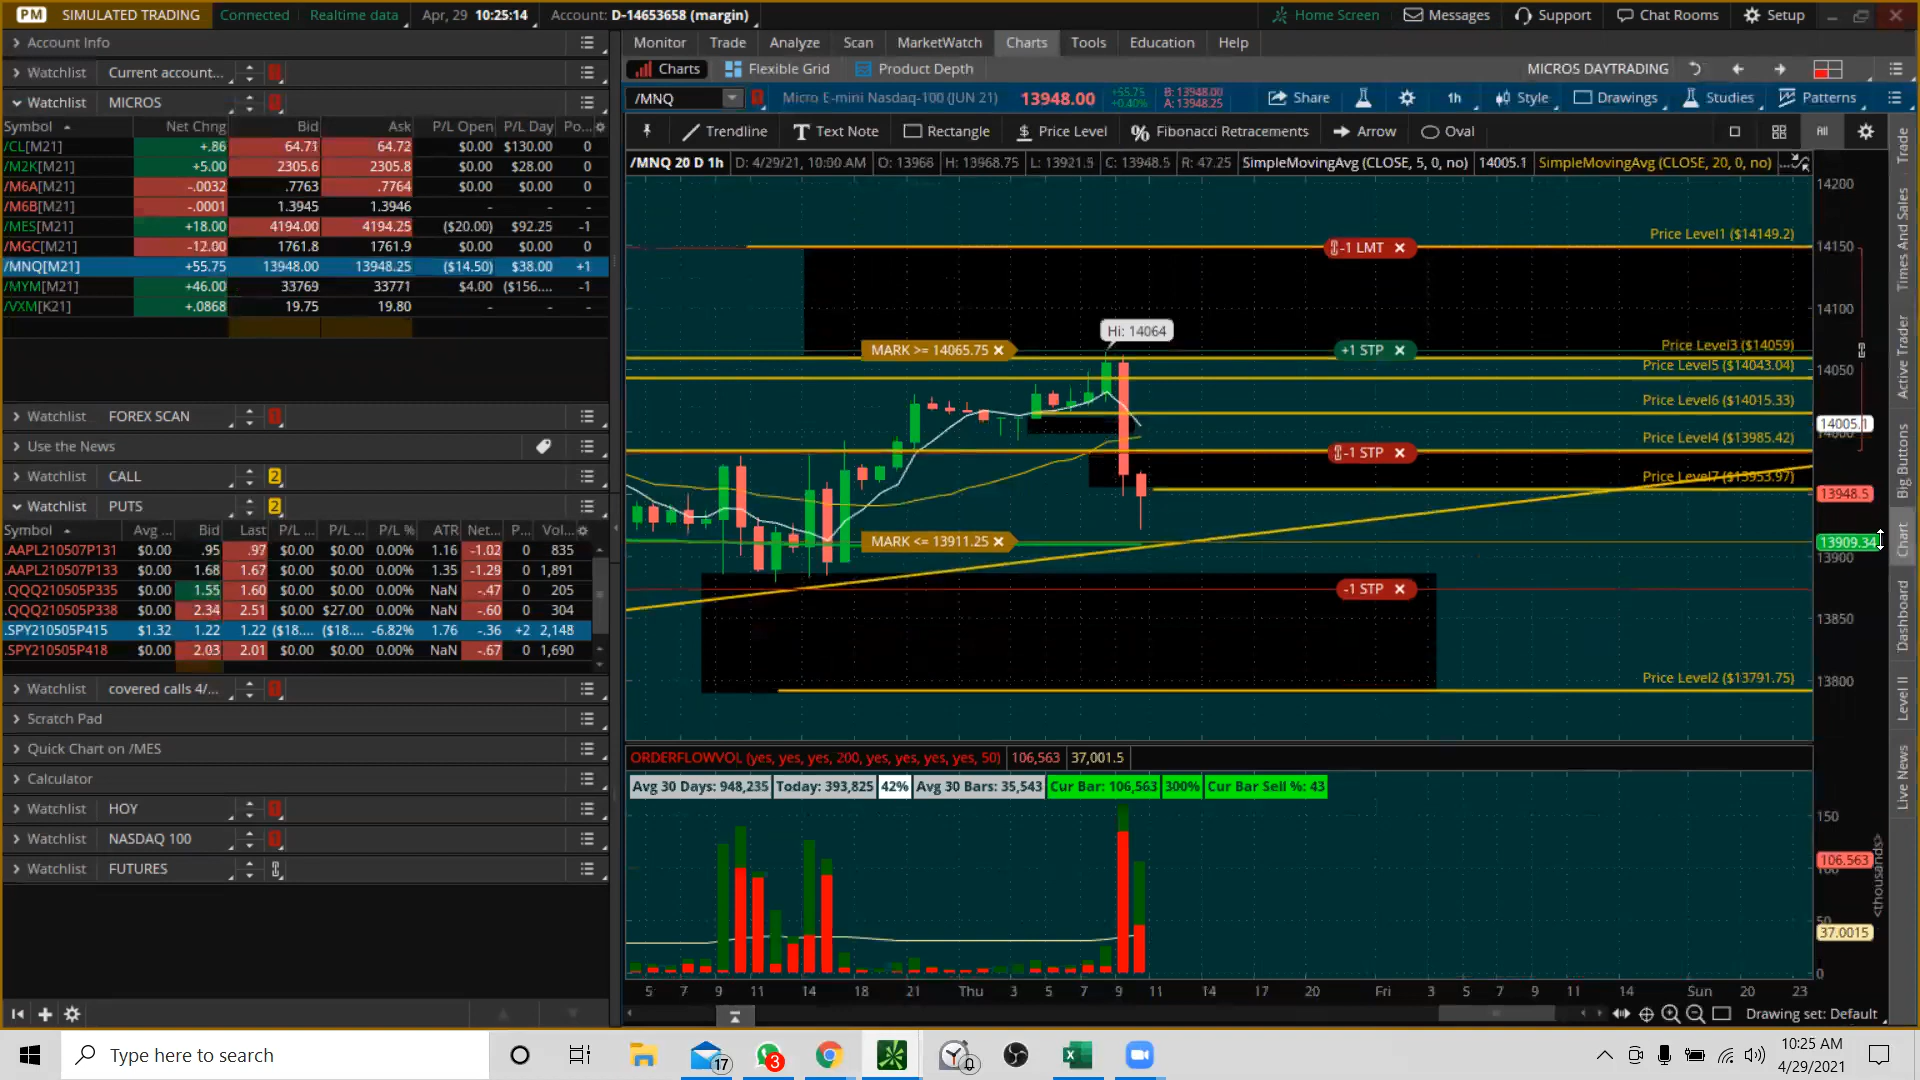 PM SIMULATED TRADING Connected Realtime data Apr, 29 10:25:14 Account: D-14653658 (margin) Home Screen Messages Support Chat Rooms Setup
Account Info
Watchlist Current account...
Watchlist MICROS
Symbol Net Chng Bid Ask P/L Open P/L Day Po...
/CL[M21] +.86 64.71 64.72 $0.00 $130.00 0
/M2K[M21] +5.00 2305.6 2305.8 $0.00 $28.00 0
/M6A[M21] -.0032 .7763 .7764 $0.00 $0.00 0
/M6B[M21] -.0001 1.3945 1.3946 - - -
/MES[M21] +18.00 4194.00 4194.25 ($20.00) $92.25 -1
/MGC[M21] -12.00 1761.8 1761.9 $0.00 $0.00 0
/MNQ[M21] +55.75 13948.00 13948.25 ($14.50) $38.00 +1
/MYM[M21] +46.00 33769 33771 $4.00 ($156.... -1
/VXM[K21] +.0868 19.75 19.80 - - -
Watchlist FOREX SCAN
Use the News
Watchlist CALL 2
Watchlist PUTS 2
Symbol Avg ... Bid Last P/L ... P/L ... P/L % ATR Net... P... Vol...
.AAPL210507P131 $0.00 .95 .97 $0.00 $0.00 0.00% 1.16 -1.02 0 835
.AAPL210507P133 $0.00 1.68 1.67 $0.00 $0.00 0.00% 1.35 -1.29 0 1,891
.QQQ210505P335 $0.00 1.55 1.60 $0.00 $0.00 0.00% NaN -.47 0 205
.QQQ210505P338 $0.00 2.34 2.51 $0.00 $27.00 0.00% NaN -.60 0 304
.SPY210505P415 $1.32 1.22 1.22 ($18.... ($18.... -6.82% 1.76 -.36 +2 2,148
.SPY210505P418 $0.00 2.03 2.01 $0.00 $0.00 0.00% NaN -.67 0 1,690
Watchlist covered calls 4/...
Scratch Pad
Quick Chart on /MES
Calculator
Watchlist HOY
Watchlist NASDAQ 100
Watchlist FUTURES
Monitor Trade Analyze Scan MarketWatch Charts Tools Education Help
Charts Flexible Grid Product Depth MICROS DAYTRADING
/MNQ Micro E-mini Nasdaq-100 (JUN 21) 13948.00 +55.75 +0.40% B: 13948.00 A: 13948.25 Share 1h Style Drawings Studies Patterns
Trendline Text Note Rectangle Price Level Fibonacci Retracements Arrow Oval All
/MNQ 20 D 1h D: 4/29/21, 10:00 AM O: 13966 H: 13968.75 L: 13921.5 C: 13948.5 R: 47.25 SimpleMovingAvg (CLOSE, 5, 0, no) 14005.1 SimpleMovingAvg (CLOSE, 20, 0, no) ...
14200
Price Level1 ($14149.2)
-1 LMT
14150
14100
Hi: 14064
MARK >= 14065.75
+1 STP
Price Level3 ($14059)
Price Level5 ($14043.04)
14050
Price Level6 ($14015.33)
14005.1
Price Level4 ($13985.42)
-1 STP
Price Level7 ($13953.97)
13948.5
MARK <= 13911.25
13909.34
13900
-1 STP
13850
Price Level2 ($13791.75)
13800
ORDERFLOWVOL (yes, yes, yes, 200, yes, yes, yes, yes, 50) 106,563 37,001.5
Avg 30 Days: 948,235 Today: 393,825 42% Avg 30 Bars: 35,543 Cur Bar: 106,563 300% Cur Bar Sell %: 43
150
106,563
100
50
37.0015
0
<thousands>
5 7 9 11 14 18 21 Thu 3 5 7 9 11 14 17 20 Fri 3 5 7 9 11 14 Sun 20 23
Drawing set: Default
Trade
Times And Sales
Active Trader
Big Buttons
Chart
Dashboard
Level II
Live News
Type here to search 17 3 0 10:25 AM
4/29/2021